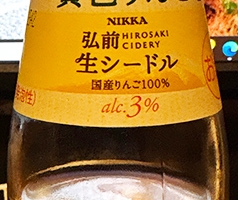 NIKKA
弘前 HIROSAKI CIDERY
生シードル
国産りんご100%
alc.3%